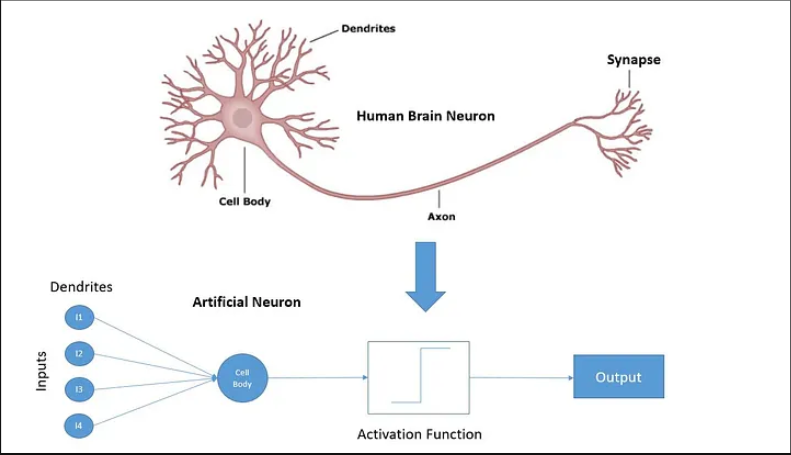 Dendrites
Synapse
Human Brain Neuron
Cell Body
Axon
Dendrites
Artificial Neuron
Inputs
I1
I2
I3
I4
Cell
Body
Output
Activation Function